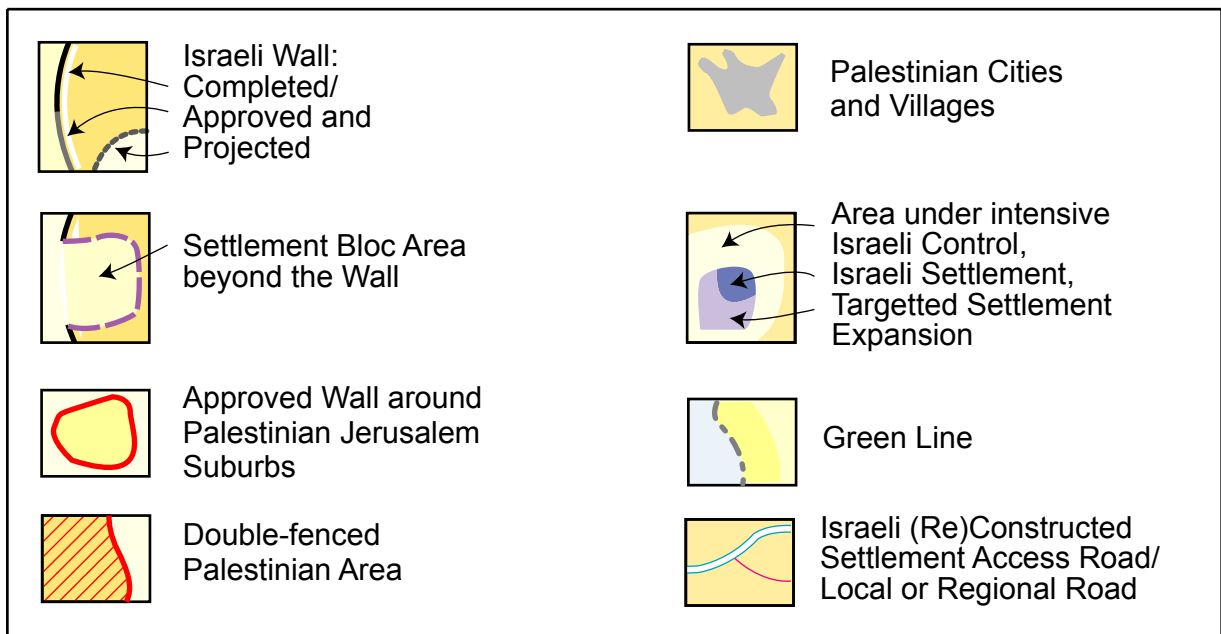 Israeli Wall:
Completed/
Approved and
Projected
Settlement Bloc Area
beyond the Wall
Approved Wall around
Palestinian Jerusalem
Suburbs
Double-fenced
Palestinian Area
Palestinian Cities
and Villages
Area under intensive
Israeli Control,
Israeli Settlement,
Targetted Settlement
Expansion
Green Line
Israeli (Re)Constructed
Settlement Access Road/
Local or Regional Road